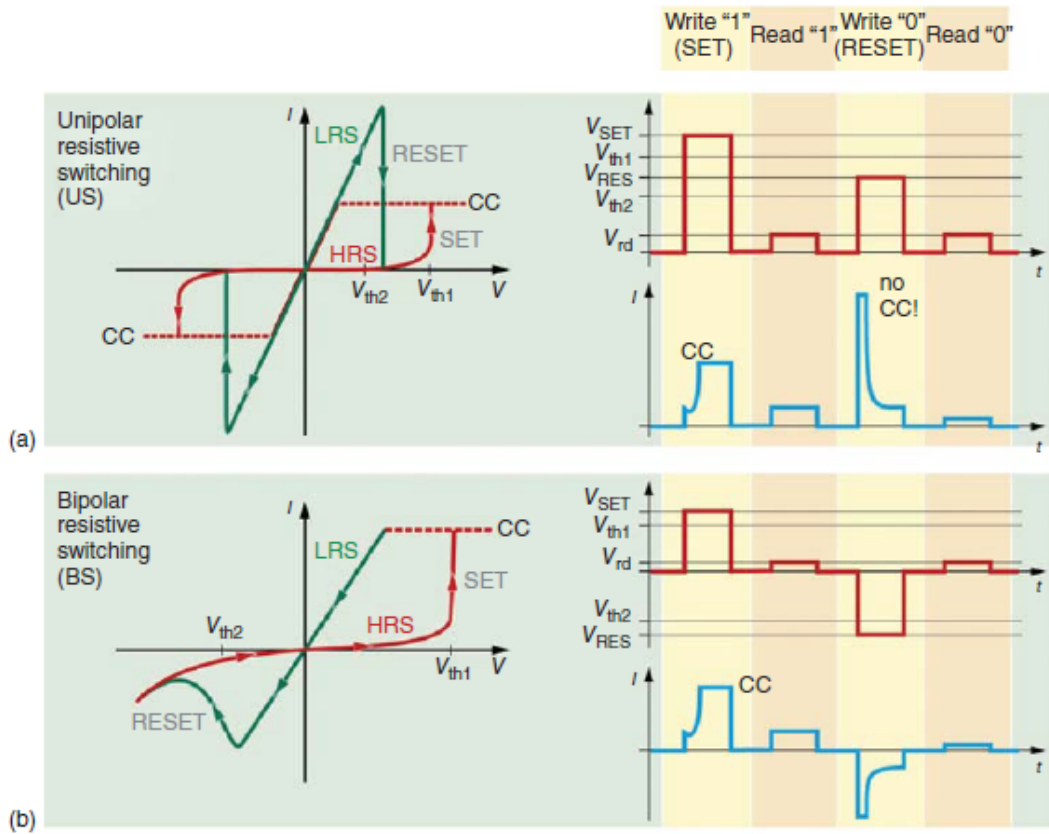 Write “1”
(SET)
Read “1”
Write “0”
(RESET)
Read “0”
Unipolar
resistive
switching
(US)
I
LRS
RESET
CC
HRS
SET
Vth2
Vth1
V
CC
VSET
Vth1
VRES
Vth2
Vrd
t
I
CC
no
CC!
t
(a)
Bipolar
resistive
switching
(BS)
I
LRS
CC
SET
Vth2
HRS
Vth1
V
RESET
VSET
Vth1
Vrd
t
Vth2
VRES
I
CC
t
(b)